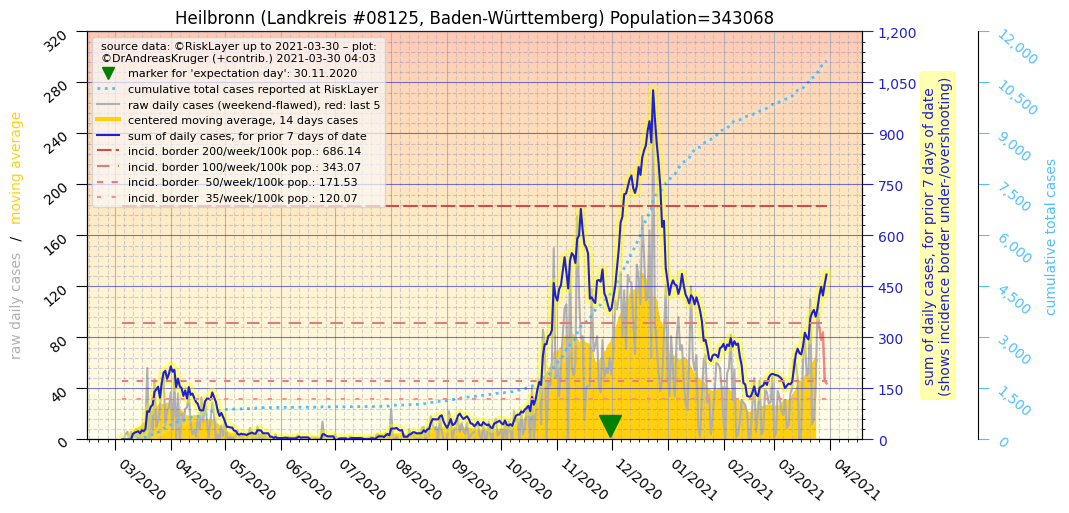 Heilbronn (Landkreis #08125, Baden-Württemberg) Population=343068
source data: ©RiskLayer up to 2021-03-30 – plot:
©DrAndreasKruger (+contrib.) 2021-03-30 04:03
marker for 'expectation day': 30.11.2020
cumulative total cases reported at RiskLayer
raw daily cases (weekend-flawed), red: last 5
centered moving average, 14 days cases
sum of daily cases, for prior 7 days of date
incid. border 200/week/100k pop.: 686.14
incid. border 100/week/100k pop.: 343.07
incid. border  50/week/100k pop.: 171.53
incid. border  35/week/100k pop.: 120.07
raw daily cases / moving average
320
280
240
200
160
120
80
40
0
03/2020
04/2020
05/2020
06/2020
07/2020
08/2020
09/2020
10/2020
11/2020
12/2020
01/2021
02/2021
03/2021
04/2021
1,200
1,050
900
750
600
450
300
150
0
sum of daily cases, for prior 7 days of date
(shows incidence border under-/overshooting)
12,000
10,500
9,000
7,500
6,000
4,500
3,000
1,500
0
cumulative total cases